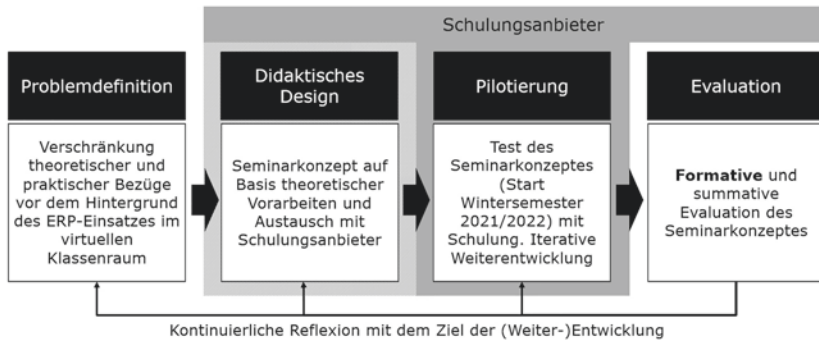 Schulungsanbieter
Problemdefinition
Verschränkung
theoretischer und
praktischer Bezüge
vor dem Hintergrund
des ERP-Einsatzes im
virtuellen
Klassenraum
Didaktisches
Design
Seminarkonzept auf
Basis theoretischer
Vorarbeiten und
Austausch mit
Schulungsanbieter
Pilotierung
Test des
Seminarkonzeptes
(Start
Wintersemester
2021/2022) mit
Schulung. Iterative
Weiterentwicklung
Evaluation
Formative und
summative
Evaluation des
Seminarkonzeptes
Kontinuierliche Reflexion mit dem Ziel der (Weiter-)Entwicklung